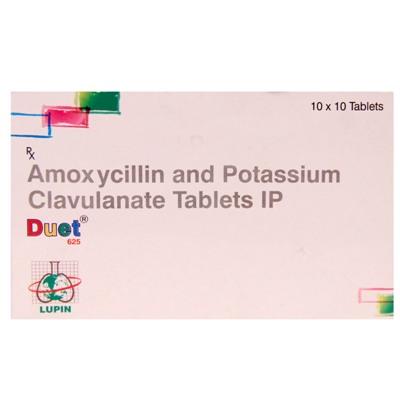 10 x 10 Tablets
Rx
Amoxycillin and Potassium
Clavulanate Tablets IP
Duet®
625
LUPIN